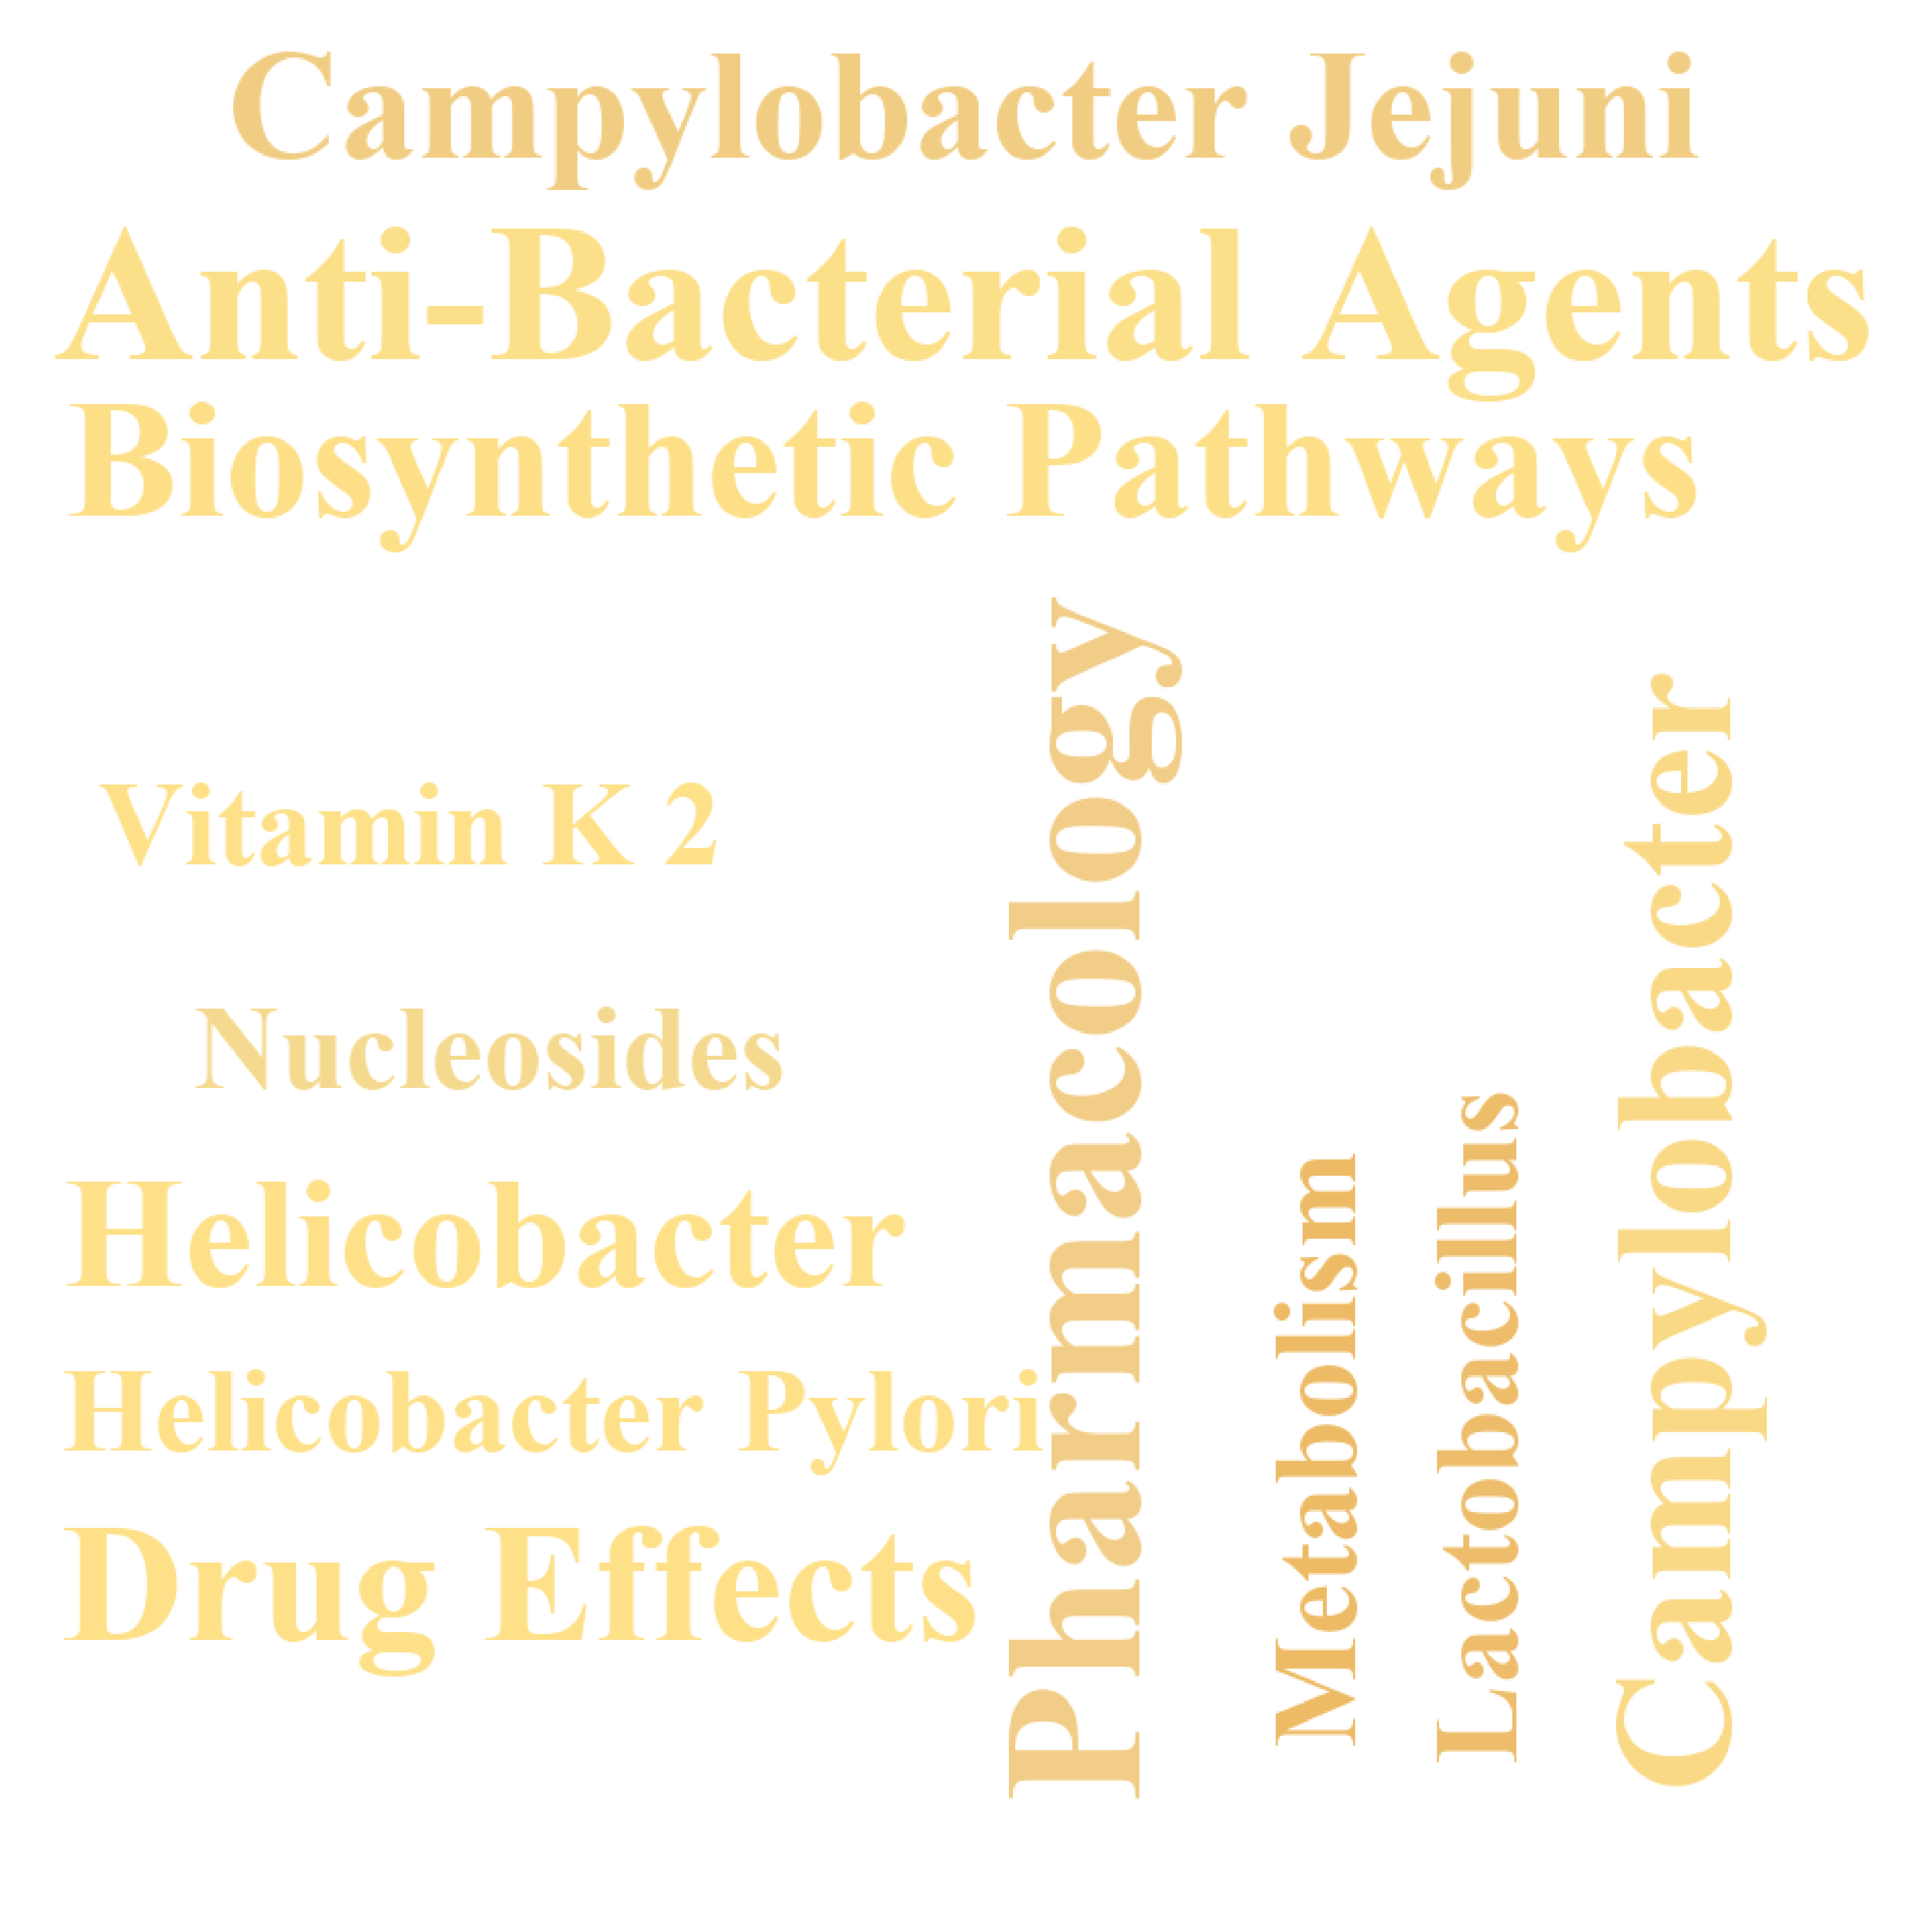 Campylobacter Jejuni
Anti-Bacterial Agents
Biosynthetic Pathways
Vitamin K 2
Nucleosides
Helicobacter
Helicobacter Pylori
Drug Effects
Pharmacology
Metabolism
Lactobacillus
Campylobacter